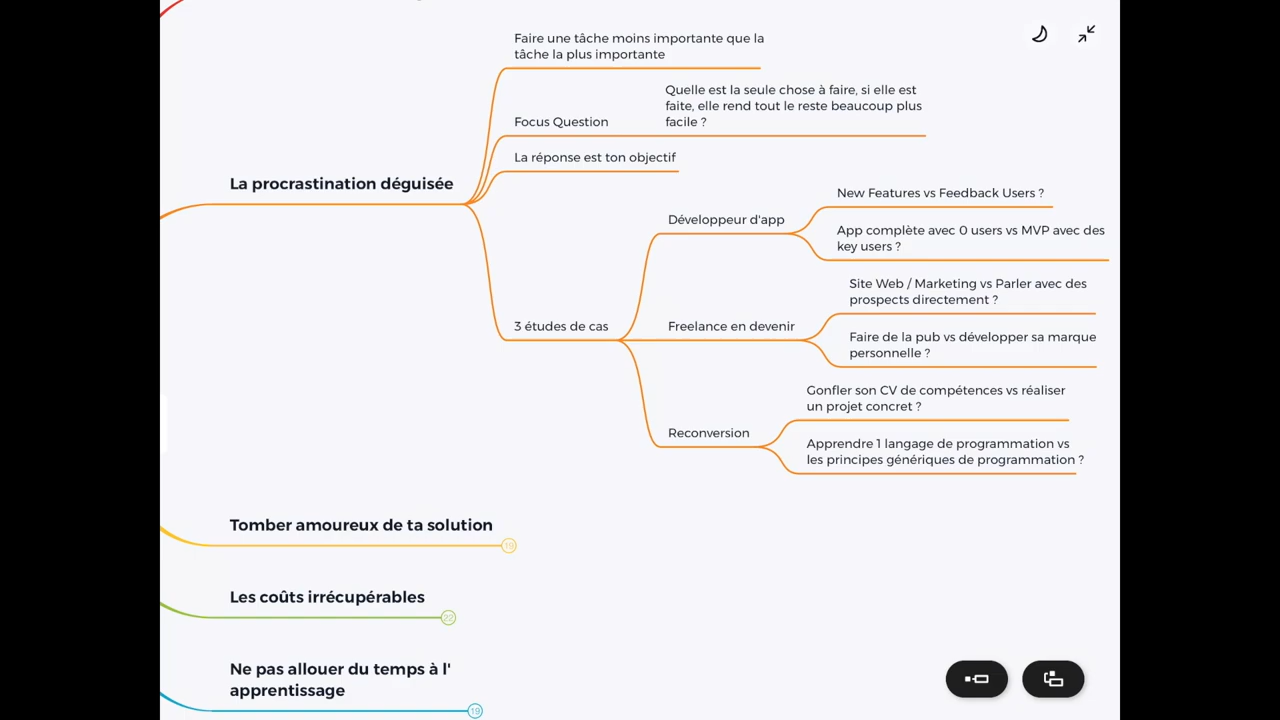 Faire une tâche moins importante que la
tâche la plus importante
Quelle est la seule chose à faire, si elle est
faite, elle rend tout le reste beaucoup plus
facile ?
Focus Question
La réponse est ton objectif
La procrastination déguisée
New Features vs Feedback Users ?
Développeur d'app
App complète avec 0 users vs MVP avec des
key users ?
Site Web / Marketing vs Parler avec des
prospects directement ?
3 études de cas
Freelance en devenir
Faire de la pub vs développer sa marque
personnelle ?
Gonfler son CV de compétences vs réaliser
un projet concret ?
Reconversion
Apprendre 1 langage de programmation vs
les principes génériques de programmation ?
Tomber amoureux de ta solution
19
Les coûts irrécupérables
22
Ne pas allouer du temps à l'
apprentissage
19